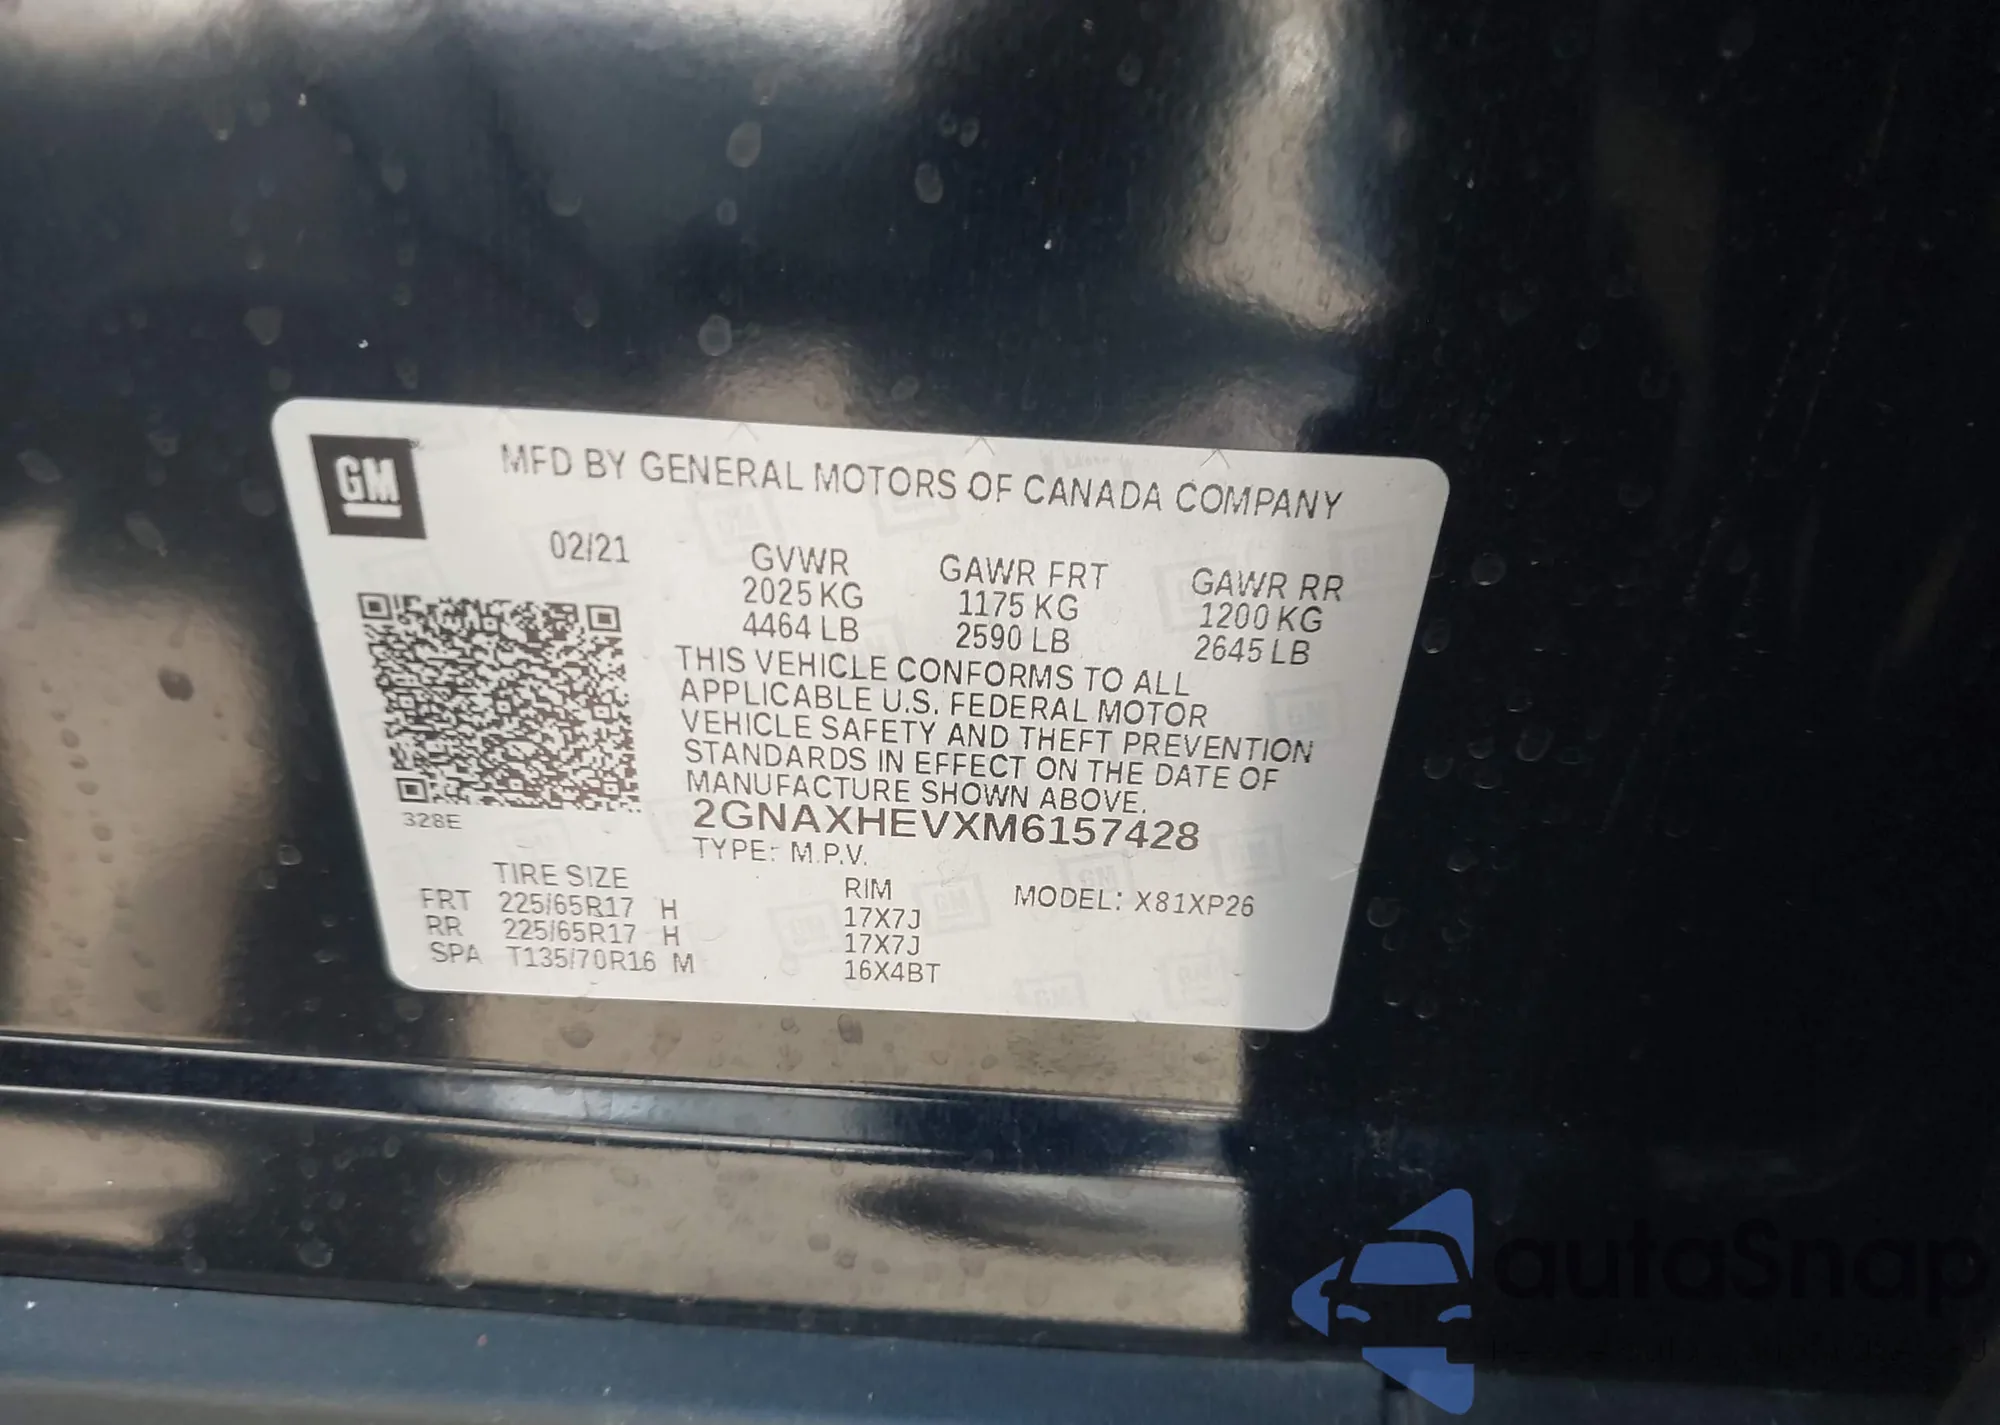 GM
MFD BY GENERAL MOTORS OF CANADA COMPANY
02/21 GVWR GAWR FRT GAWR RR
2025 KG 1175 KG 1200 KG
4464 LB 2590 LB 2645 LB
THIS VEHICLE CONFORMS TO ALL
APPLICABLE U.S. FEDERAL MOTOR
VEHICLE SAFETY AND THEFT PREVENTION
STANDARDS IN EFFECT ON THE DATE OF
MANUFACTURE SHOWN ABOVE.
328E
2GNAXHEVXM6157428
TYPE: M.P.V.
TIRE SIZE RIM MODEL: X81XP26
FRT 225/65R17 H 17X7J
RR 225/65R17 H 17X7J
SPA T135/70R16 M 16X4BT
autaSnap